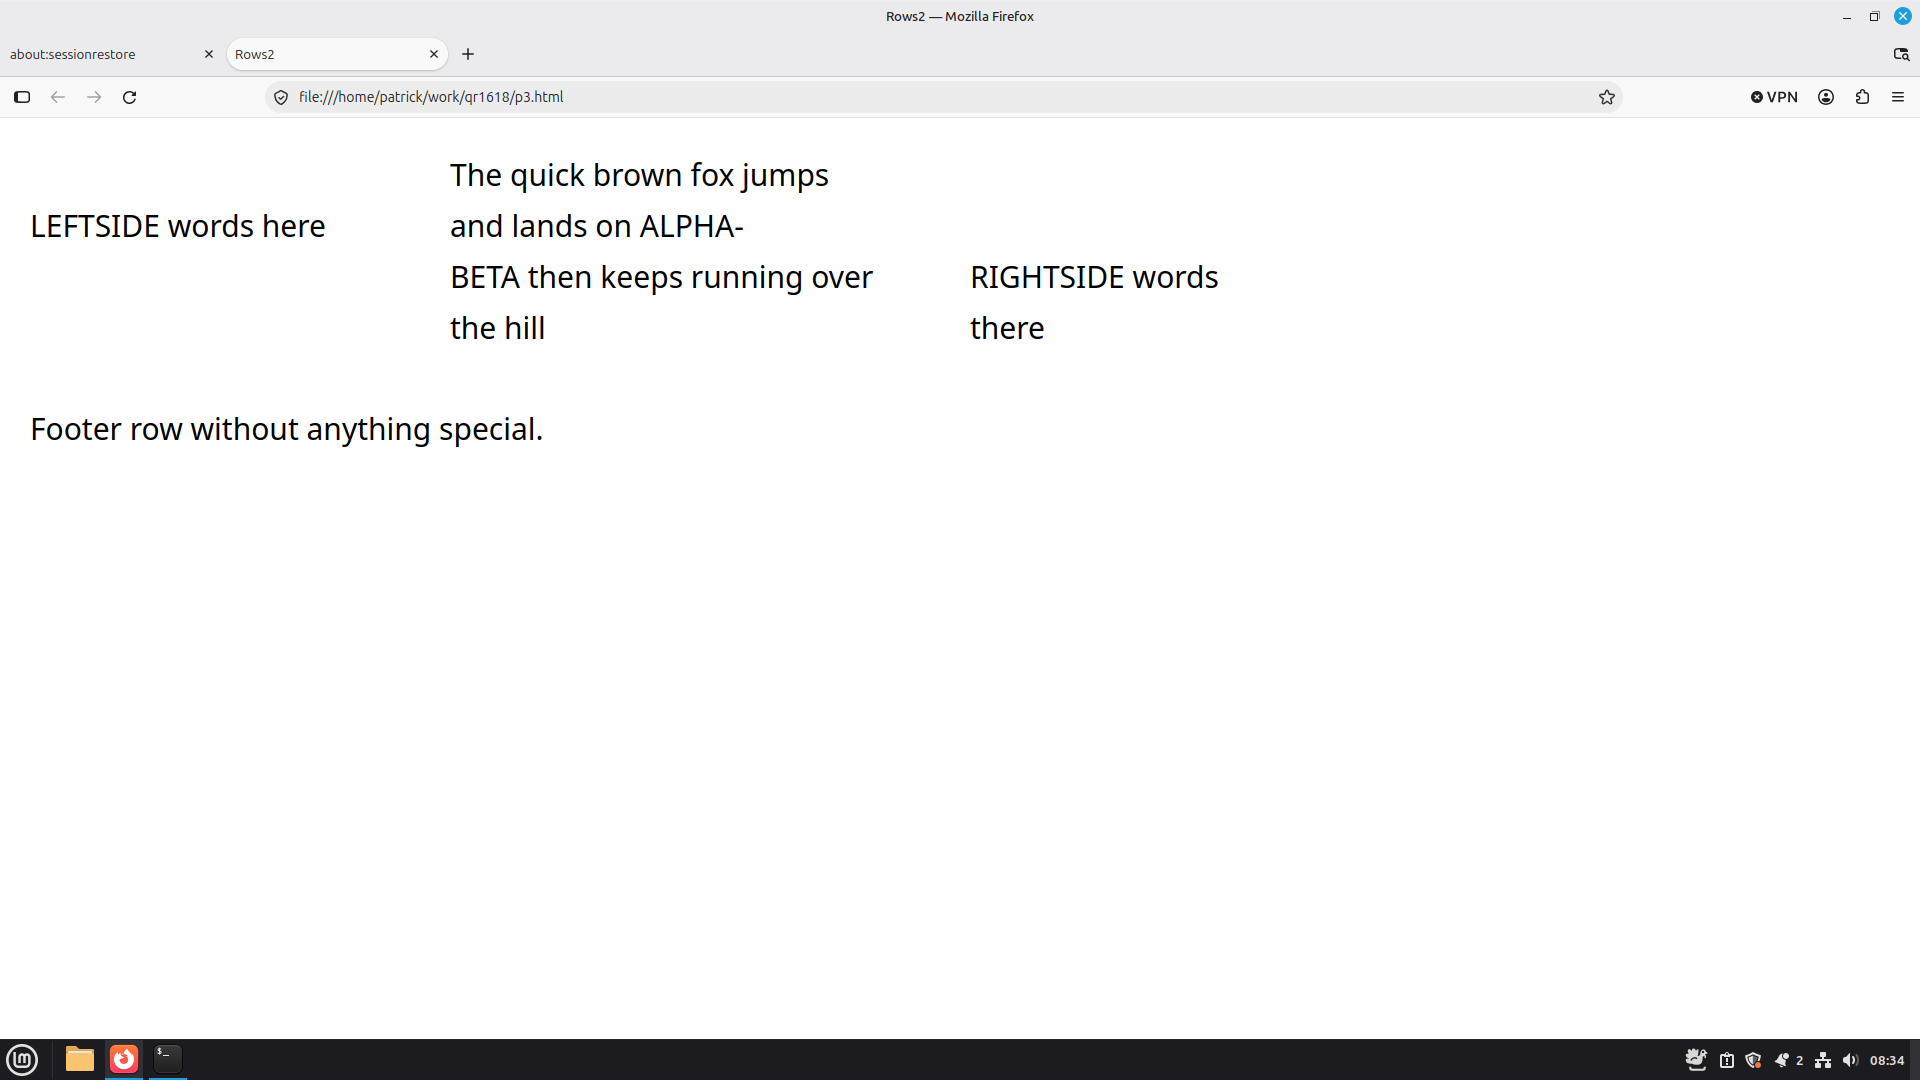 Rows2 — Mozilla Firefox
about:sessionrestore
Rows2
file:///home/patrick/work/qr1618/p3.html
VPN
LEFTSIDE words here
The quick brown fox jumps
and lands on ALPHA-
BETA then keeps running over
the hill
RIGHTSIDE words
there
Footer row without anything special.
2
08:34